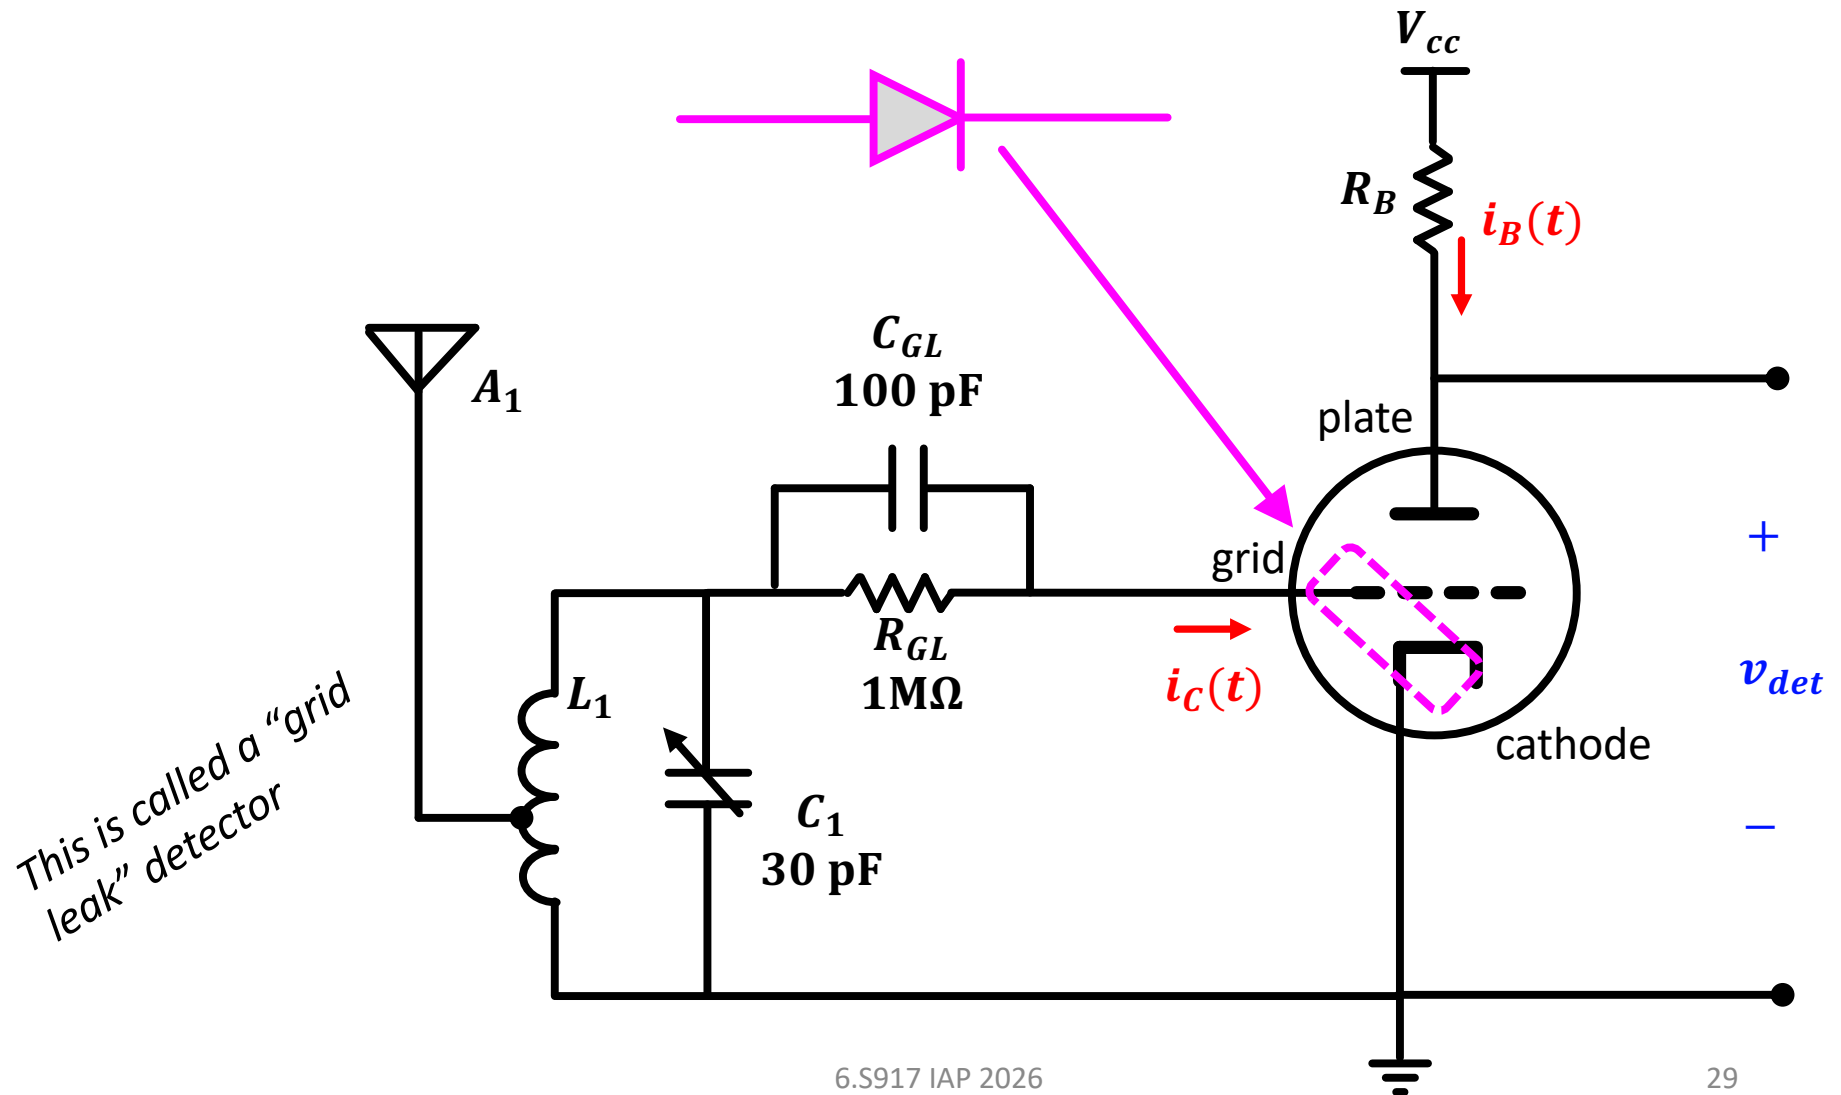 V_cc
R_B
i_B(t)
A_1
C_GL
100 pF
plate
+
grid
R_GL
1MΩ
i_C(t)
v_det
L_1
cathode
This is called a “grid
leak” detector
C_1
30 pF
−
6.S917 IAP 2026
29